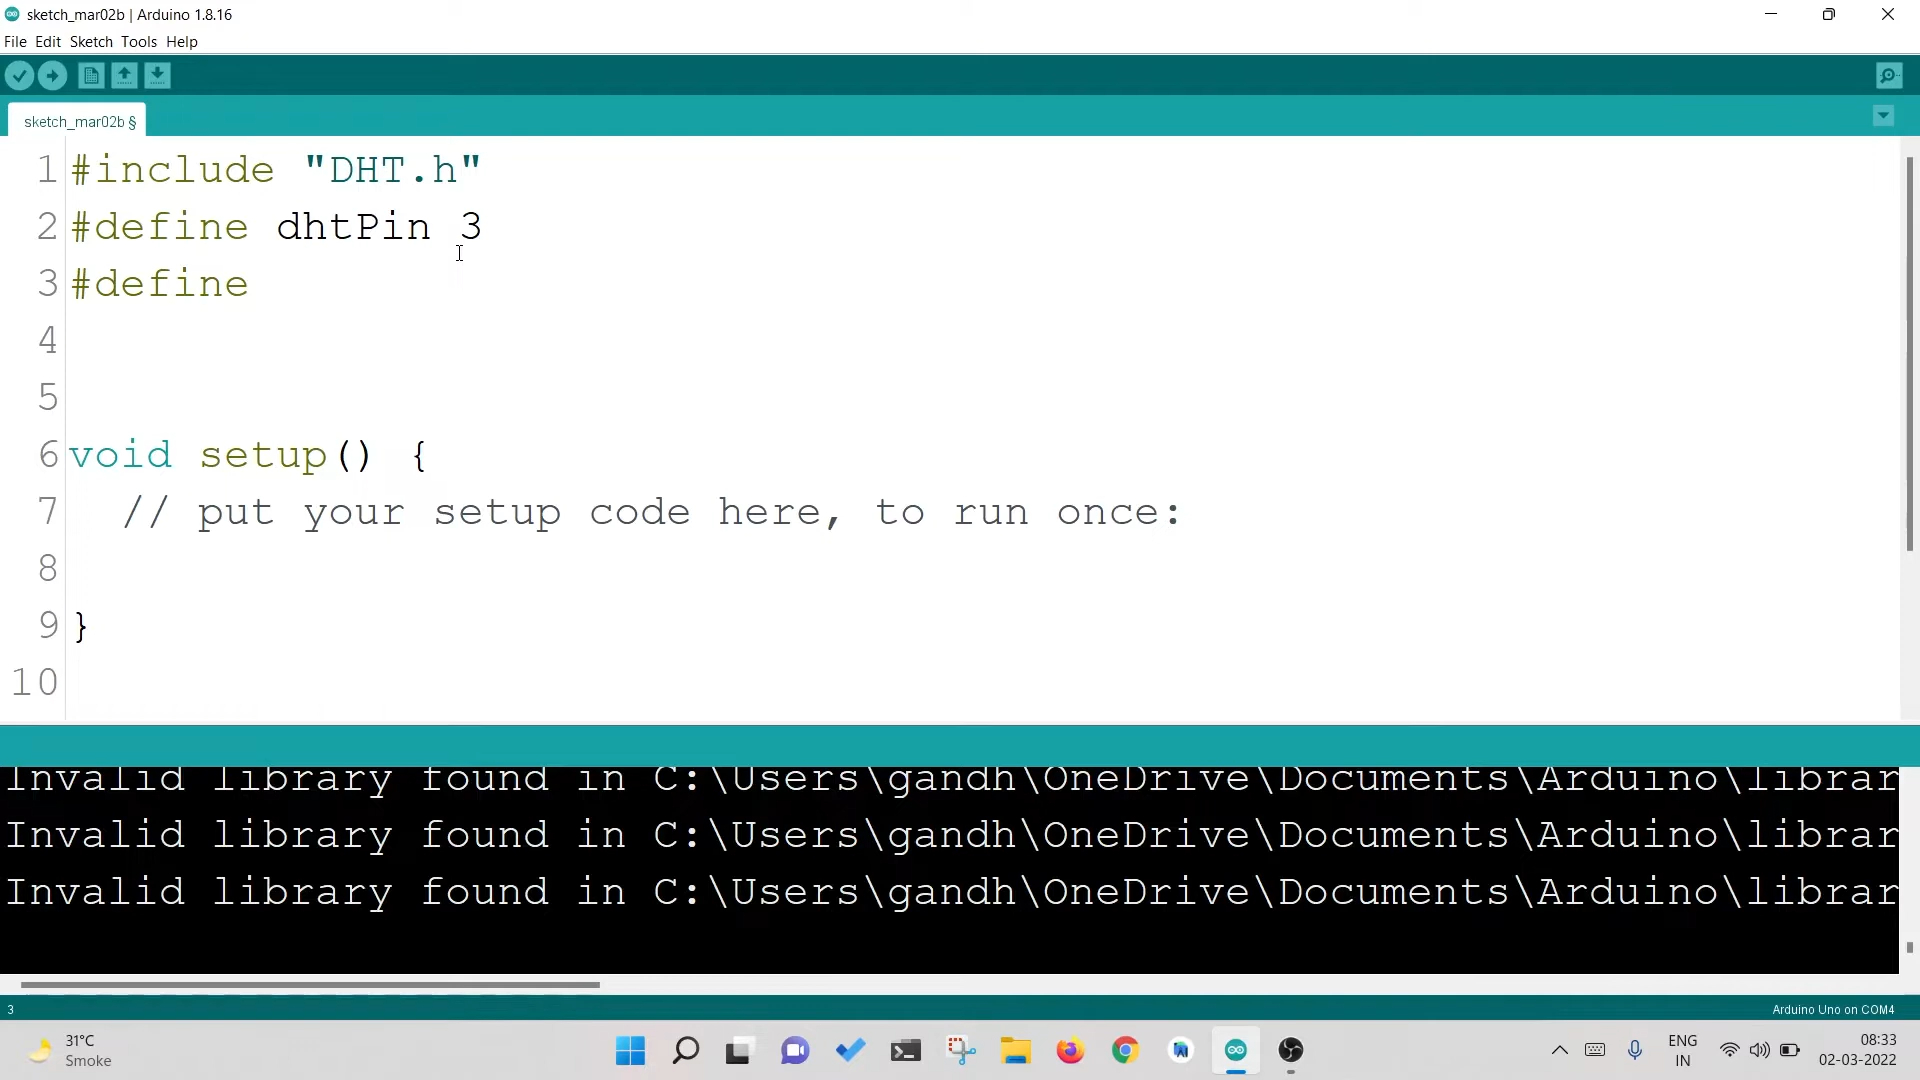 sketch_mar02b | Arduino 1.8.16
File Edit Sketch Tools Help
sketch_mar02b §
1 #include "DHT.h"
2 #define dhtPin 3
3 #define
4
5
6 void setup() {
7 // put your setup code here, to run once:
8
9 }
10
Invalid library found in C:\Users\gandh\OneDrive\Documents\Arduino\librar
Invalid library found in C:\Users\gandh\OneDrive\Documents\Arduino\librar
Invalid library found in C:\Users\gandh\OneDrive\Documents\Arduino\librar
3 Arduino Uno on COM4
31°C
Smoke
ENG
IN
08:33
02-03-2022